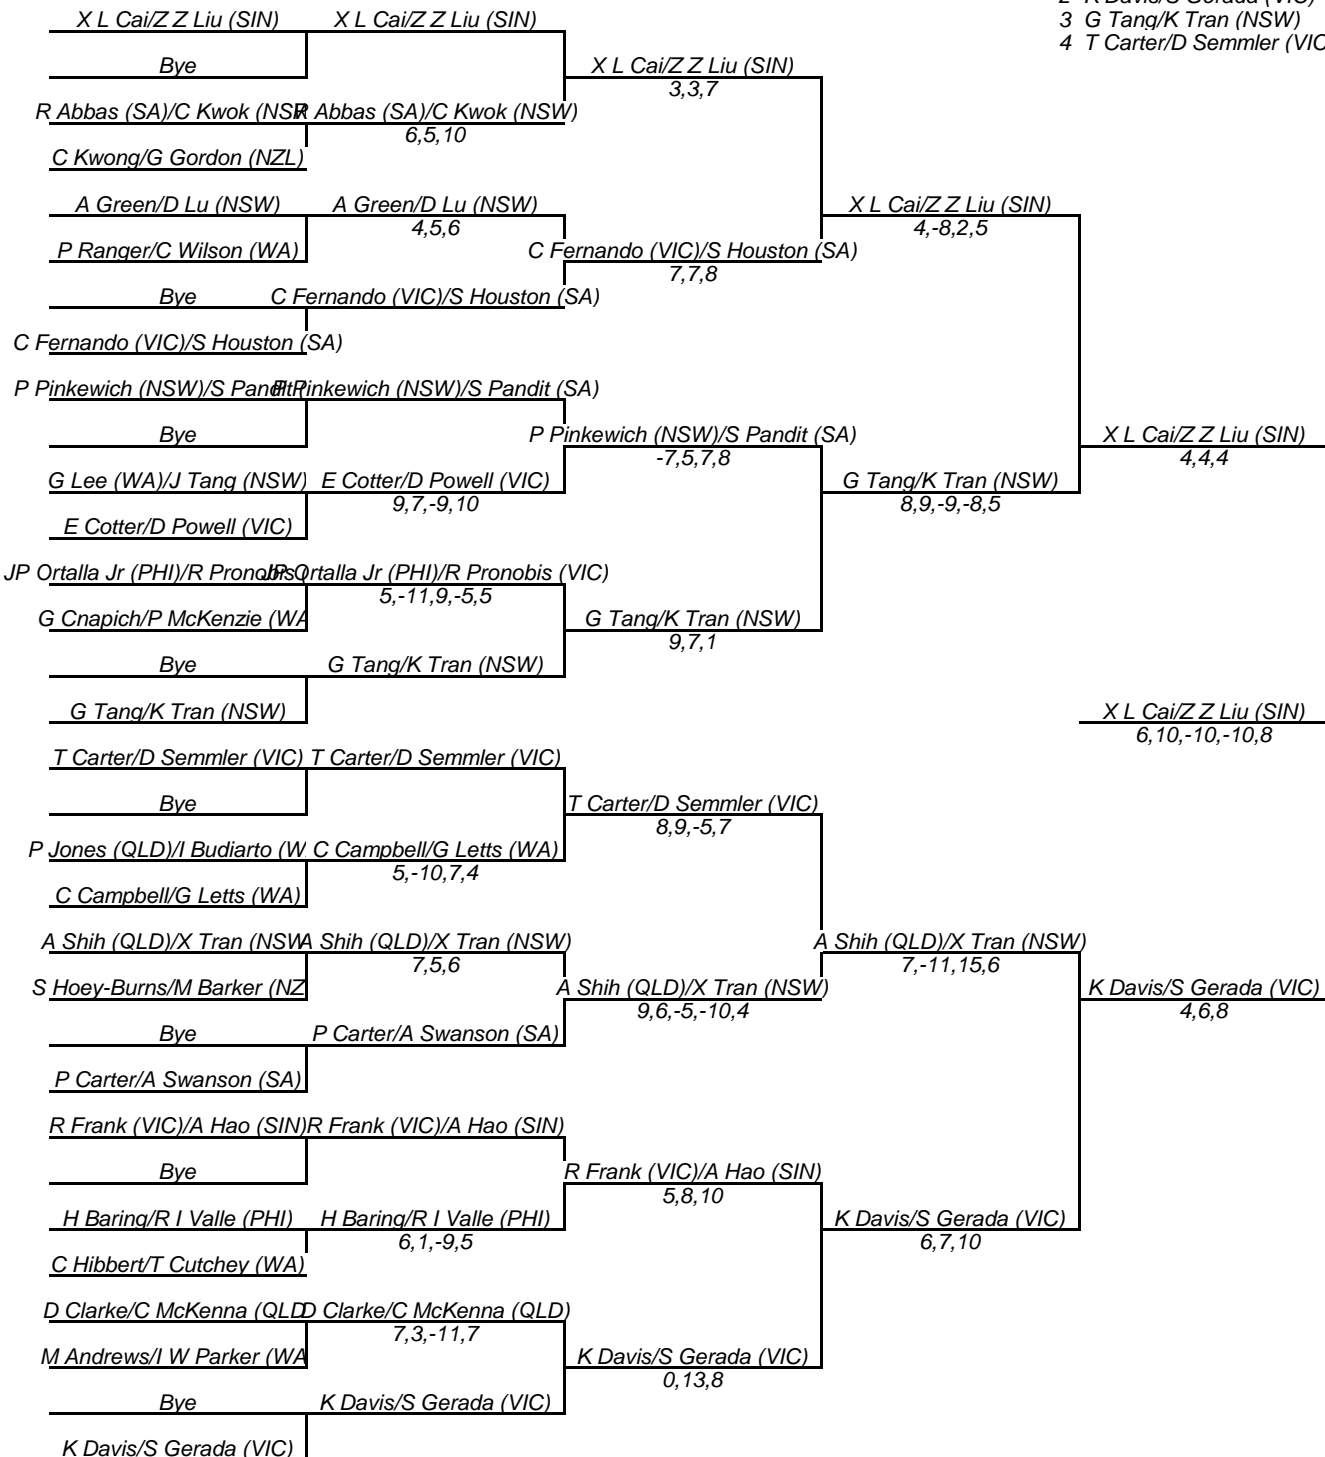 2 K Davis/S Gerada (VIC)
3 G Tang/K Tran (NSW)
4 T Carter/D Semmler (VIC
X L Cai/Z Z Liu (SIN) X L Cai/Z Z Liu (SIN)
Bye X L Cai/Z Z Liu (SIN)
3,3,7
R Abbas (SA)/C Kwok (NSW R Abbas (SA)/C Kwok (NSW)
6,5,10
C Kwong/G Gordon (NZL)
A Green/D Lu (NSW) A Green/D Lu (NSW) X L Cai/Z Z Liu (SIN)
4,5,6 4,-8,2,5
P Ranger/C Wilson (WA) C Fernando (VIC)/S Houston (SA)
7,7,8
Bye C Fernando (VIC)/S Houston (SA)
C Fernando (VIC)/S Houston (SA)
P Pinkewich (NSW)/S Pandit P Pinkewich (NSW)/S Pandit (SA)
Bye P Pinkewich (NSW)/S Pandit (SA) X L Cai/Z Z Liu (SIN)
-7,5,7,8 4,4,4
G Lee (WA)/J Tang (NSW) E Cotter/D Powell (VIC) G Tang/K Tran (NSW)
9,7,-9,10 8,9,-9,-8,5
E Cotter/D Powell (VIC)
JP Ortalla Jr (PHI)/R Pronobis ( JP Ortalla Jr (PHI)/R Pronobis (VIC)
5,-11,9,-5,5
G Cnapich/P McKenzie (WA G Tang/K Tran (NSW)
9,7,1
Bye G Tang/K Tran (NSW)
G Tang/K Tran (NSW) X L Cai/Z Z Liu (SIN)
6,10,-10,-10,8
T Carter/D Semmler (VIC) T Carter/D Semmler (VIC)
Bye T Carter/D Semmler (VIC)
8,9,-5,7
P Jones (QLD)/I Budiarto (W C Campbell/G Letts (WA)
5,-10,7,4
C Campbell/G Letts (WA)
A Shih (QLD)/X Tran (NSW A Shih (QLD)/X Tran (NSW) A Shih (QLD)/X Tran (NSW)
7,5,6 7,-11,15,6
S Hoey-Burns/M Barker (NZ A Shih (QLD)/X Tran (NSW) K Davis/S Gerada (VIC)
9,6,-5,-10,4 4,6,8
Bye P Carter/A Swanson (SA)
P Carter/A Swanson (SA)
R Frank (VIC)/A Hao (SIN) R Frank (VIC)/A Hao (SIN)
Bye R Frank (VIC)/A Hao (SIN)
5,8,10
H Baring/R I Valle (PHI) H Baring/R I Valle (PHI) K Davis/S Gerada (VIC)
6,1,-9,5 6,7,10
C Hibbert/T Cutchey (WA)
D Clarke/C McKenna (QLD D Clarke/C McKenna (QLD)
7,3,-11,7
M Andrews/I W Parker (WA K Davis/S Gerada (VIC)
0,13,8
Bye K Davis/S Gerada (VIC)
K Davis/S Gerada (VIC)